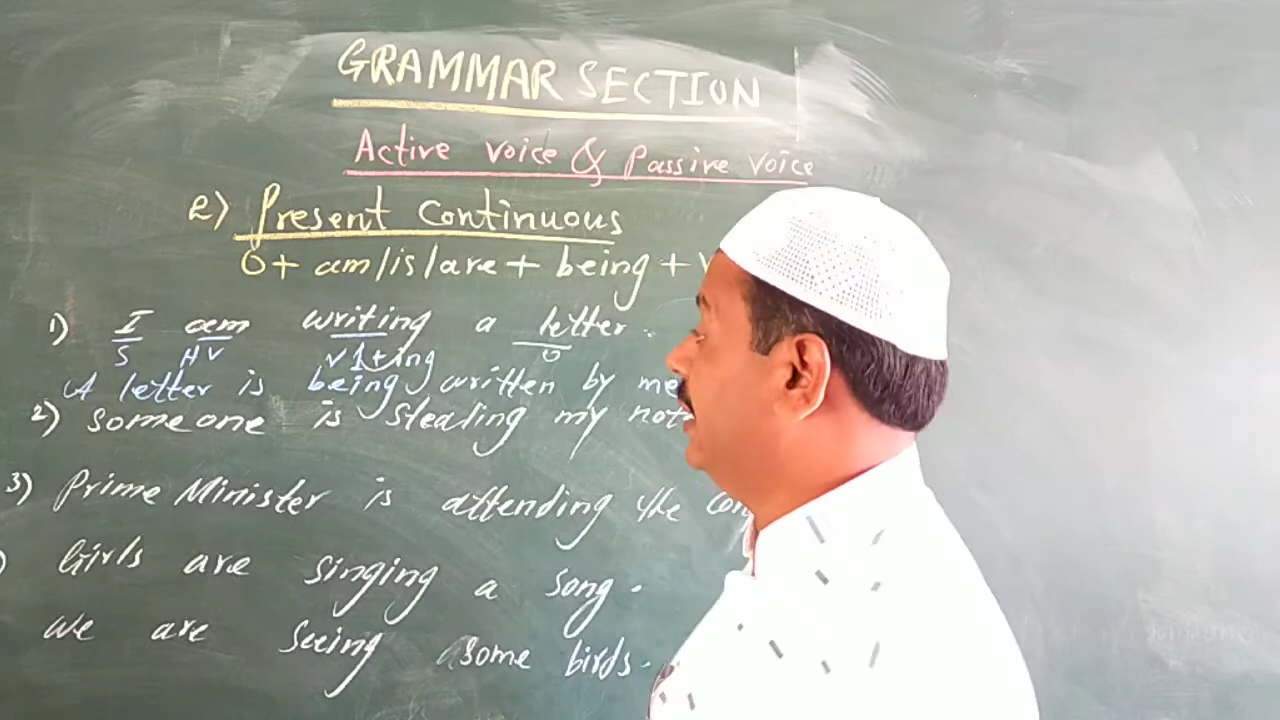 GRAMMAR SECTION
Active voice & Passive Voice
2) Present Continuous
O+ am/is/are + being +
1) I am writing a letter.
S HV V1+ing O
A letter is being written by me
2) Someone is stealing my
3) Prime Minister is attending the
Girls are singing a song.
We are seeing some birds.